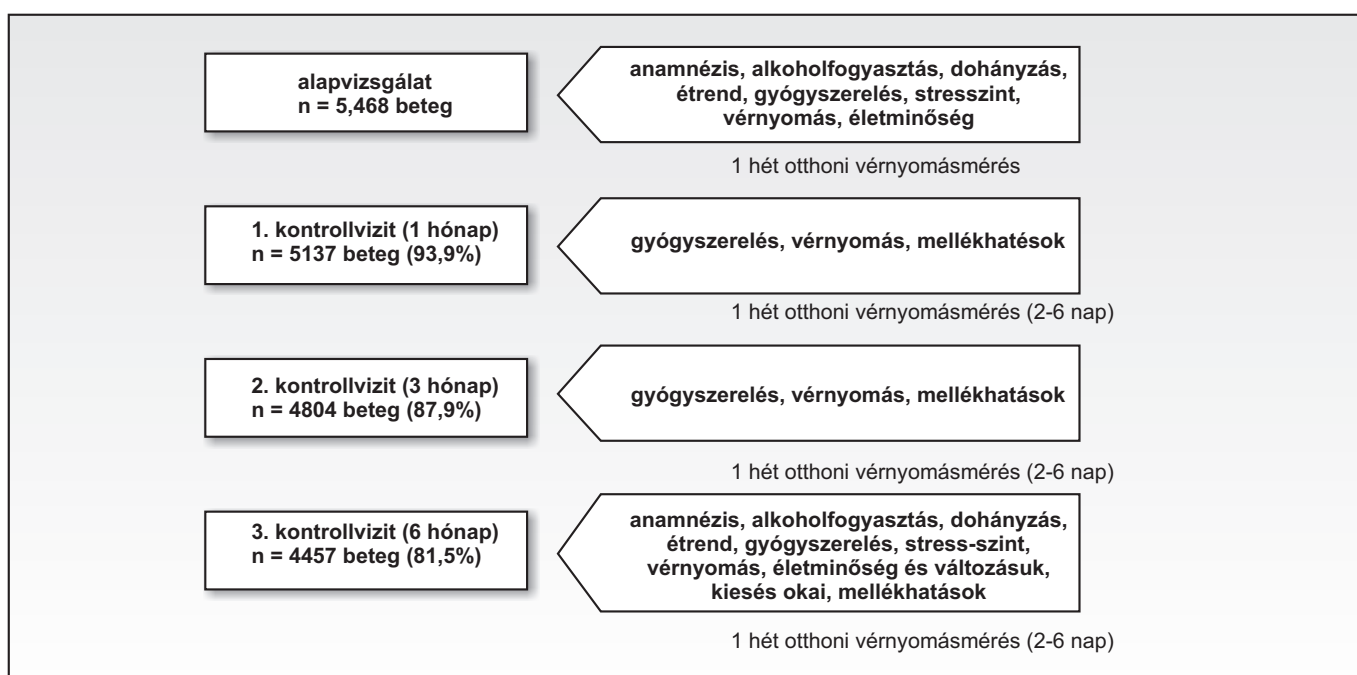 alapvizsgálat
n = 5,468 beteg
anamnézis, alkoholfogyasztás, dohányzás,
étrend, gyógyszerelés, stresszint,
vérnyomás, életminőség
1 hét otthoni vérnyomásmérés
1. kontrollvizit (1 hónap)
n = 5137 beteg (93,9%)
gyógyszerelés, vérnyomás, mellékhatésok
1 hét otthoni vérnyomásmérés (2-6 nap)
2. kontrollvizit (3 hónap)
n = 4804 beteg (87,9%)
gyógyszerelés, vérnyomás, mellékhatások
1 hét otthoni vérnyomásmérés (2-6 nap)
3. kontrollvizit (6 hónap)
n = 4457 beteg (81,5%)
anamnézis, alkoholfogyasztás, dohányzás,
étrend, gyógyszerelés, stress-szint,
vérnyomás, életminőség és változásuk,
kiesés okai, mellékhatások
1 hét otthoni vérnyomásmérés (2-6 nap)